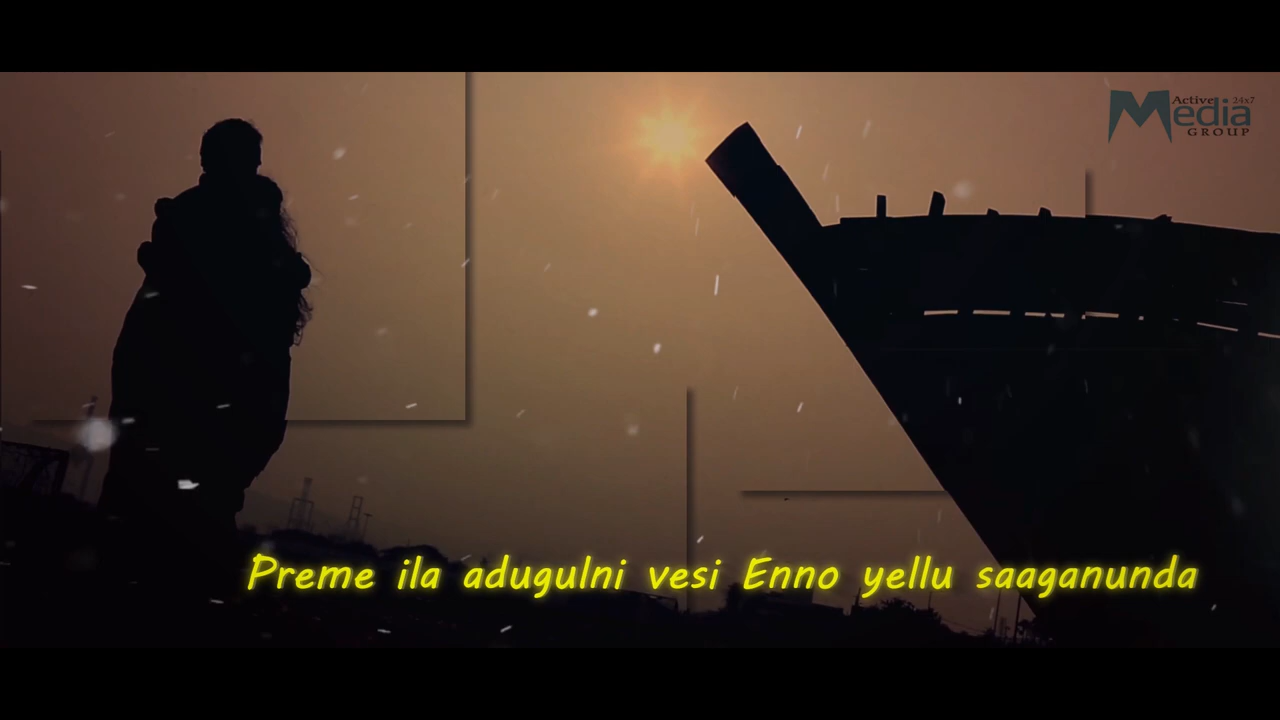 Active 24x7
Media
GROUP
Preme ila adugulni vesi Enno yellu saaganunda